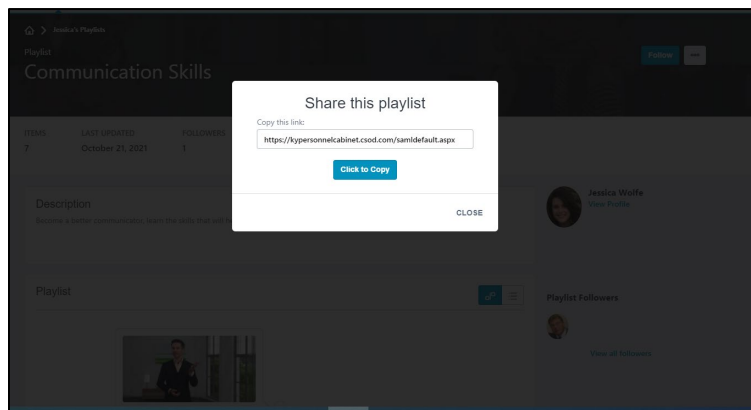 Jessica's Playlists
Playlist
Communication Skills
Follow
ITEMS
7
LAST UPDATED
October 21, 2021
FOLLOWERS
1
Share this playlist
Copy this link:
https://kypersonnelcabinet.csod.com/samldefault.aspx
Click to Copy
CLOSE
Description
Become a better communicator, learn the skills that will
Jessica Wolfe
View Profile
Playlist
Playlist Followers
View all followers